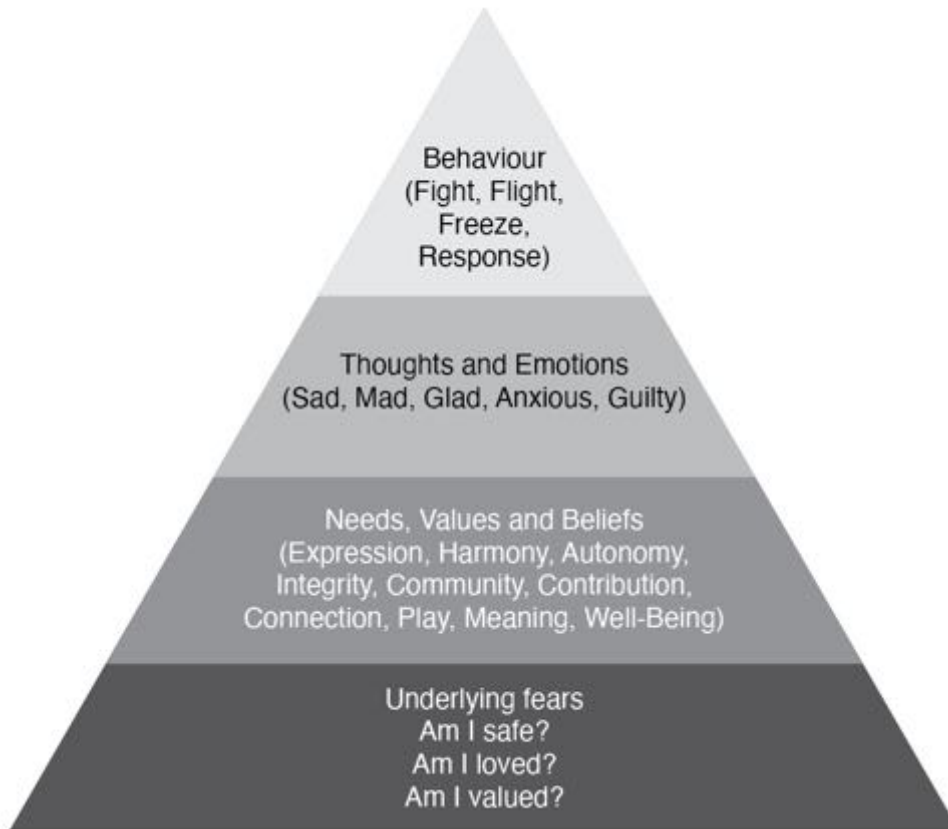 Behaviour
(Fight, Flight,
Freeze,
Response)
Thoughts and Emotions
(Sad, Mad, Glad, Anxious, Guilty)
Needs, Values and Beliefs
(Expression, Harmony, Autonomy,
Integrity, Community, Contribution,
Connection, Play, Meaning, Well-Being)
Underlying fears
Am I safe?
Am I loved?
Am I valued?